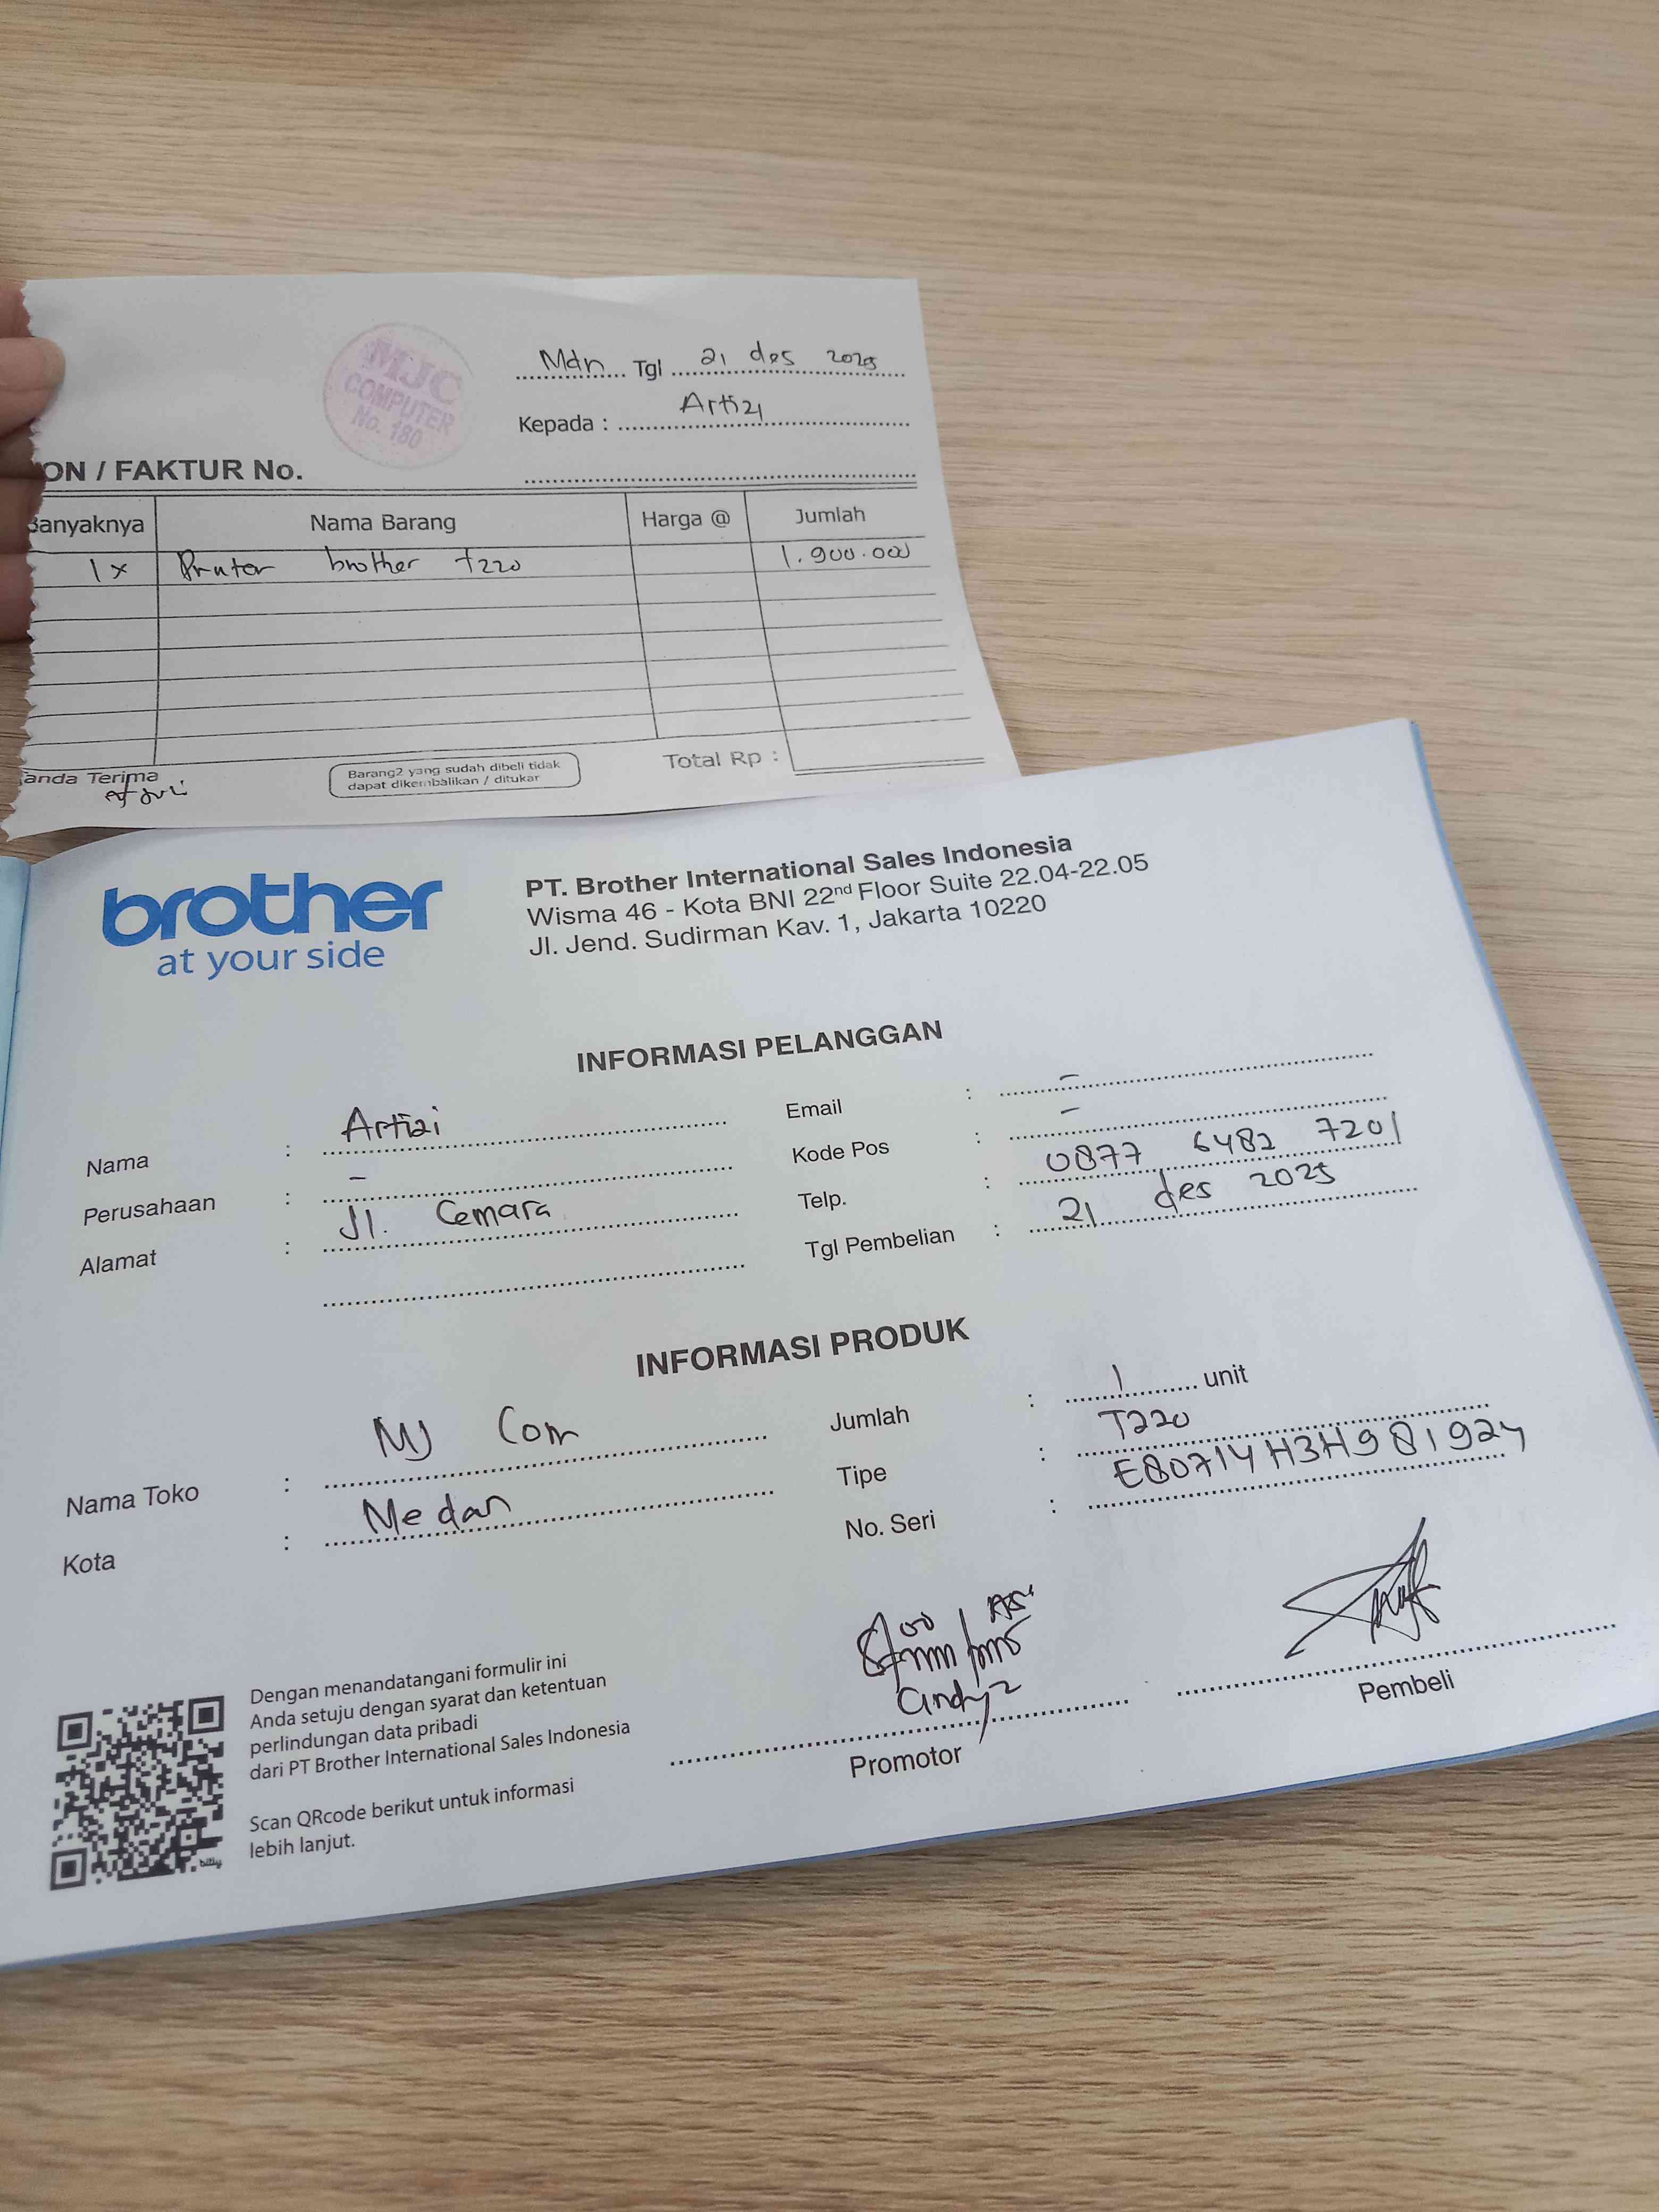 MJC
COMPUTER
No. 180
Mdn Tgl 21 des 2025
Kepada : Artizi
ON / FAKTUR No.
Banyaknya Nama Barang Harga @ Jumlah
1x Printer brother t220 1.900.000
anda Terima
Barang2 yang sudah dibeli tidak
dapat dikembalikan / ditukar
Total Rp :
brother
at your side
PT. Brother International Sales Indonesia
Wisma 46 - Kota BNI 22nd Floor Suite 22.04-22.05
Jl. Jend. Sudirman Kav. 1, Jakarta 10220
INFORMASI PELANGGAN
Nama : Artizi
Perusahaan : -
Alamat : Jl. Cemara
Email : -
Kode Pos : -
Telp. : 0877 6482 7201
Tgl Pembelian : 21 des 2025
INFORMASI PRODUK
Nama Toko : MJ Com
Kota : Medan
Jumlah : 1 unit
Tipe : T220
No. Seri : E80714H3H981924
Dengan menandatangani formulir ini
Anda setuju dengan syarat dan ketentuan
perlindungan data pribadi
dari PT Brother International Sales Indonesia
Scan QRcode berikut untuk informasi
lebih lanjut.
bitly
Promotor
Pembeli